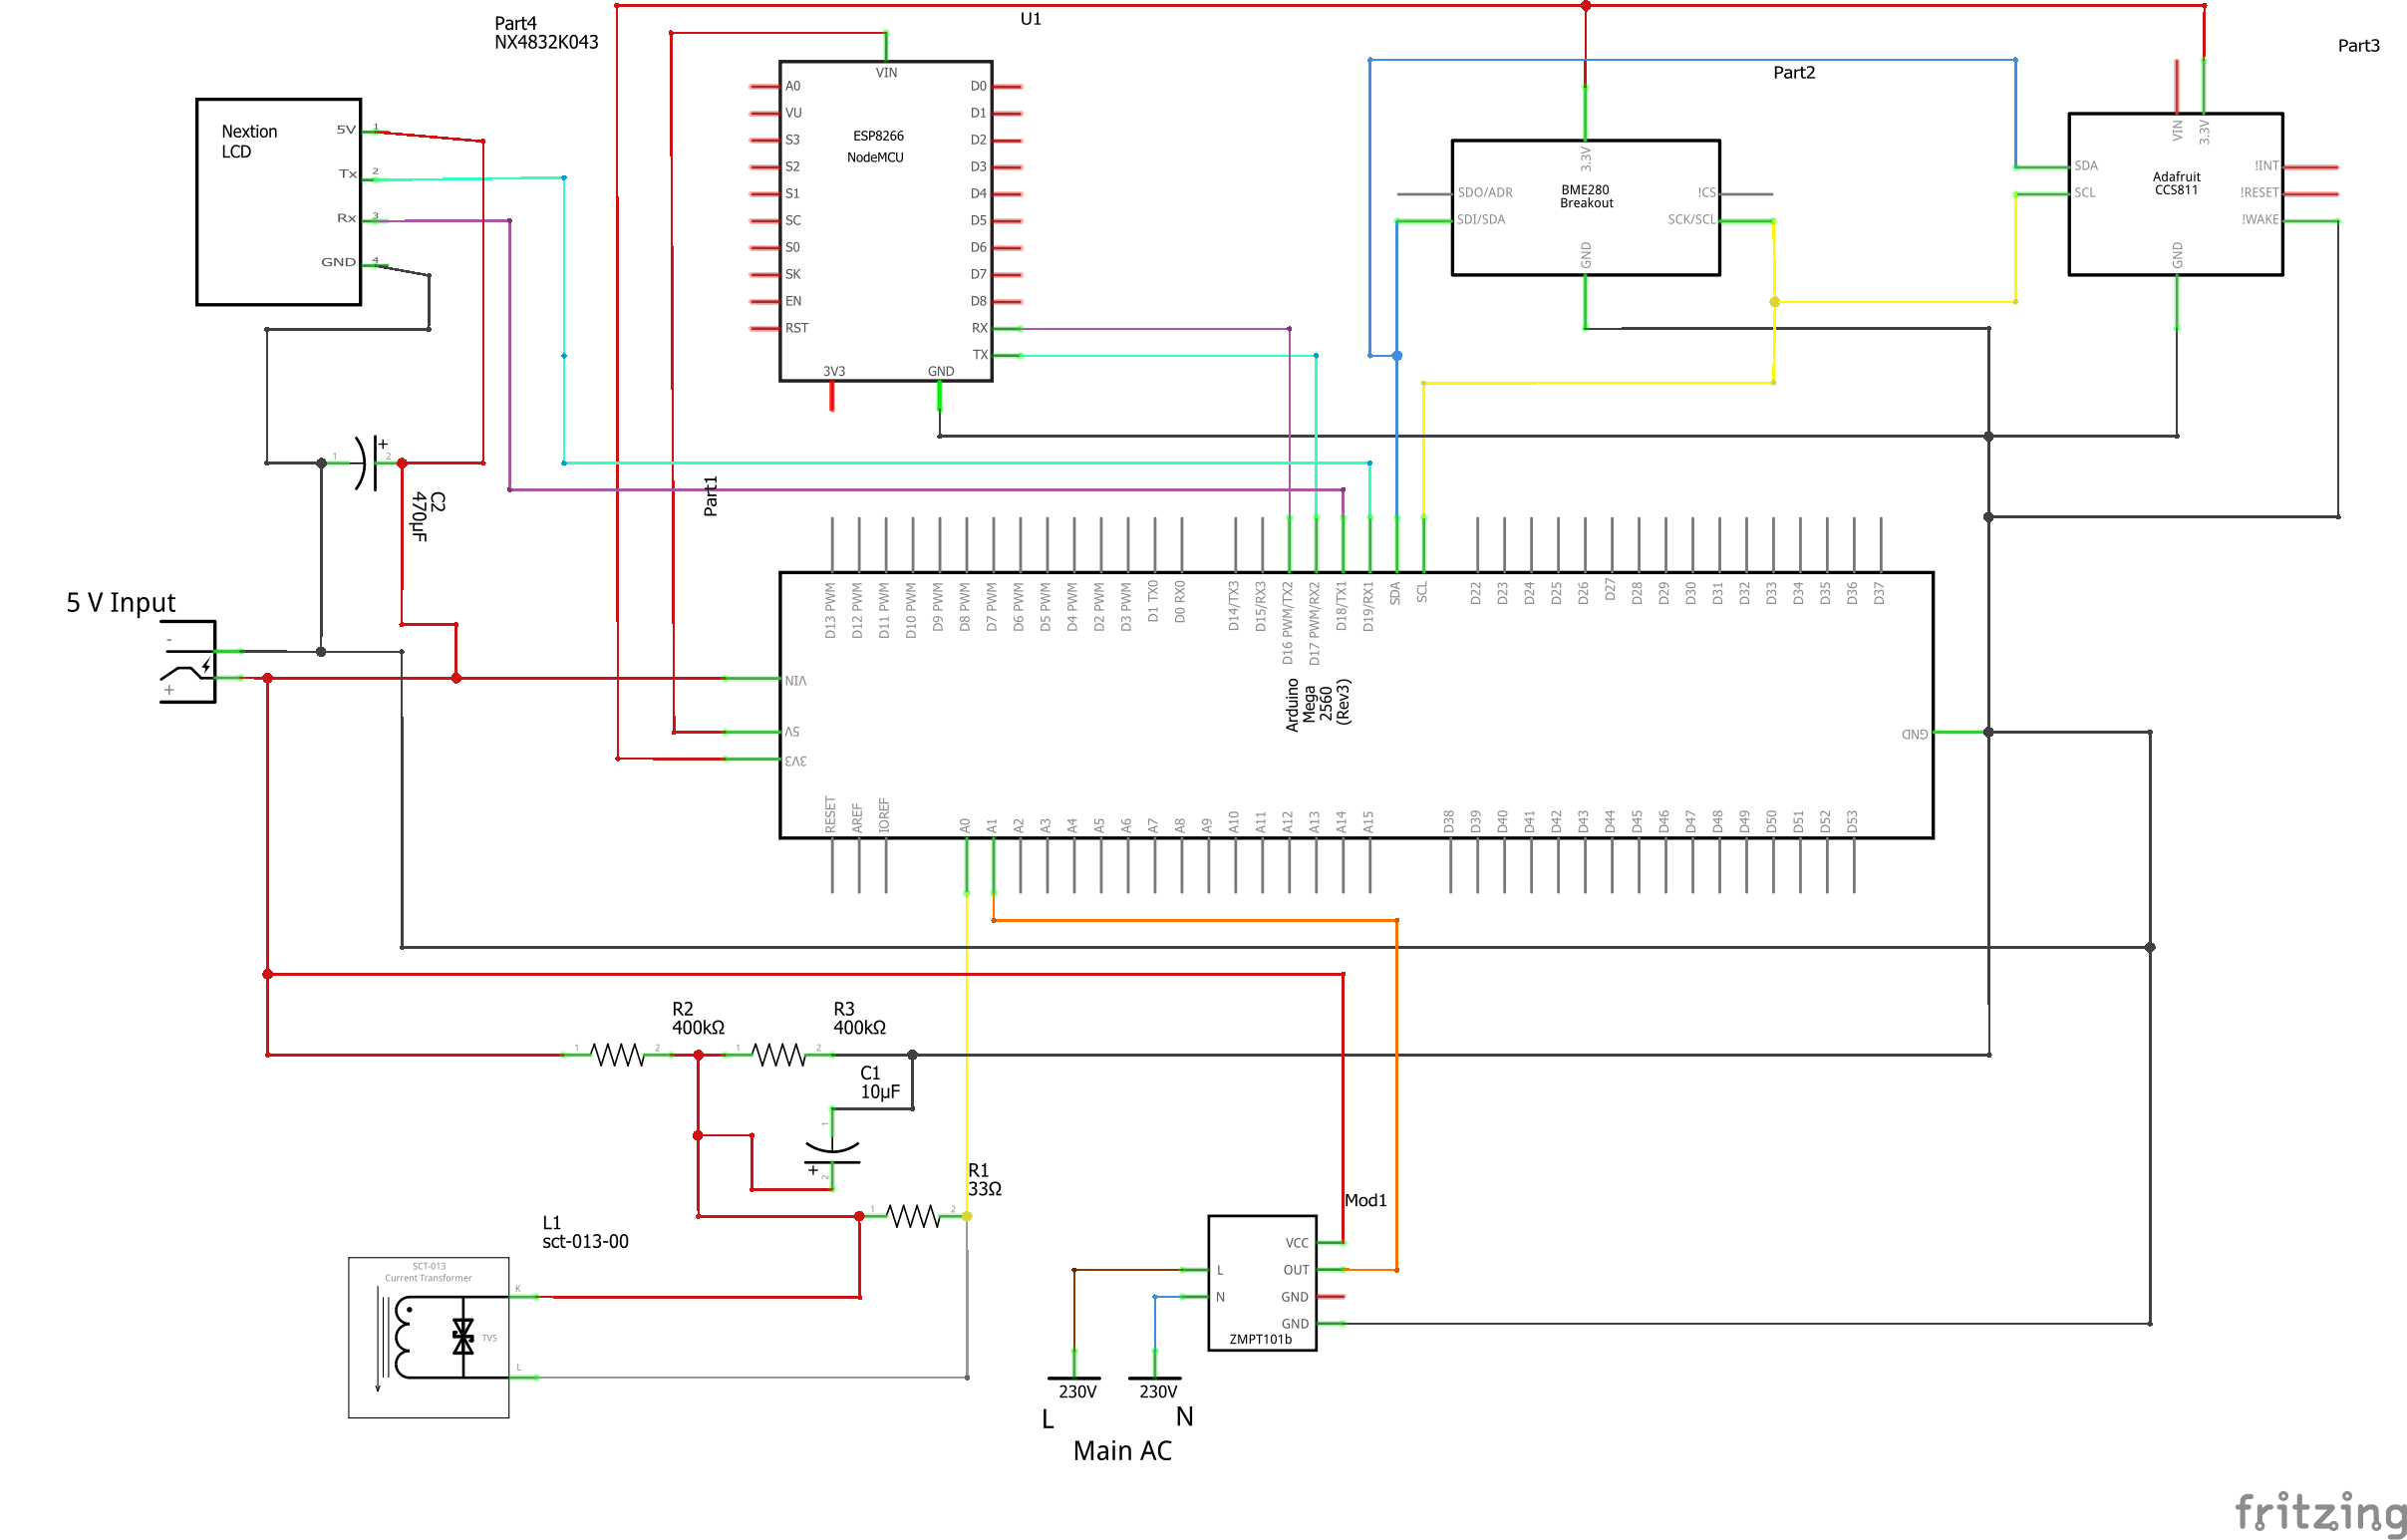 Part4
NX4832K043
U1
Part2
Part3
Nextion
LCD
5V
1
Tx
2
Rx
3
GND
4
VIN
A0
VU
S3
S2
S1
SC
S0
SK
EN
RST
ESP8266
NodeMCU
D0
D1
D2
D3
D4
D5
D6
D7
D8
RX
TX
3V3
GND
3.3V
SDO/ADR
SDI/SDA
BME280
Breakout
!CS
SCK/SCL
GND
VIN
3.3V
SDA
SCL
Adafruit
CCS811
!INT
!RESET
!WAKE
GND
1
+
2
C2
470µF
Part1
5 V Input
-
+
D13 PWM
D12 PWM
D11 PWM
D10 PWM
D9 PWM
D8 PWM
D7 PWM
D6 PWM
D5 PWM
D4 PWM
D2 PWM
D3 PWM
D1 TX0
D0 RX0
D14/TX3
D15/RX3
D16 PWM/TX2
D17 PWM/RX2
D18/TX1
D19/RX1
SDA
SCL
D22
D23
D24
D25
D26
D27
D28
D29
D30
D31
D32
D33
D34
D35
D36
D37
VIN
5V
3V3
Arduino
Mega
2560
(Rev3)
GND
RESET
AREF
IOREF
A0
A1
A2
A3
A4
A5
A6
A7
A8
A9
A10
A11
A12
A13
A14
A15
D38
D39
D40
D41
D42
D43
D44
D45
D46
D47
D48
D49
D50
D51
D52
D53
R2
400kΩ
R3
400kΩ
1
2
1
2
C1
10µF
1
+
2
R1
33Ω
1
2
L1
sct-013-00
SCT-013
Current Transformer
K
TVS
L
Mod1
VCC
L
OUT
N
GND
GND
ZMPT101b
230V
230V
L
N
Main AC
fritzing